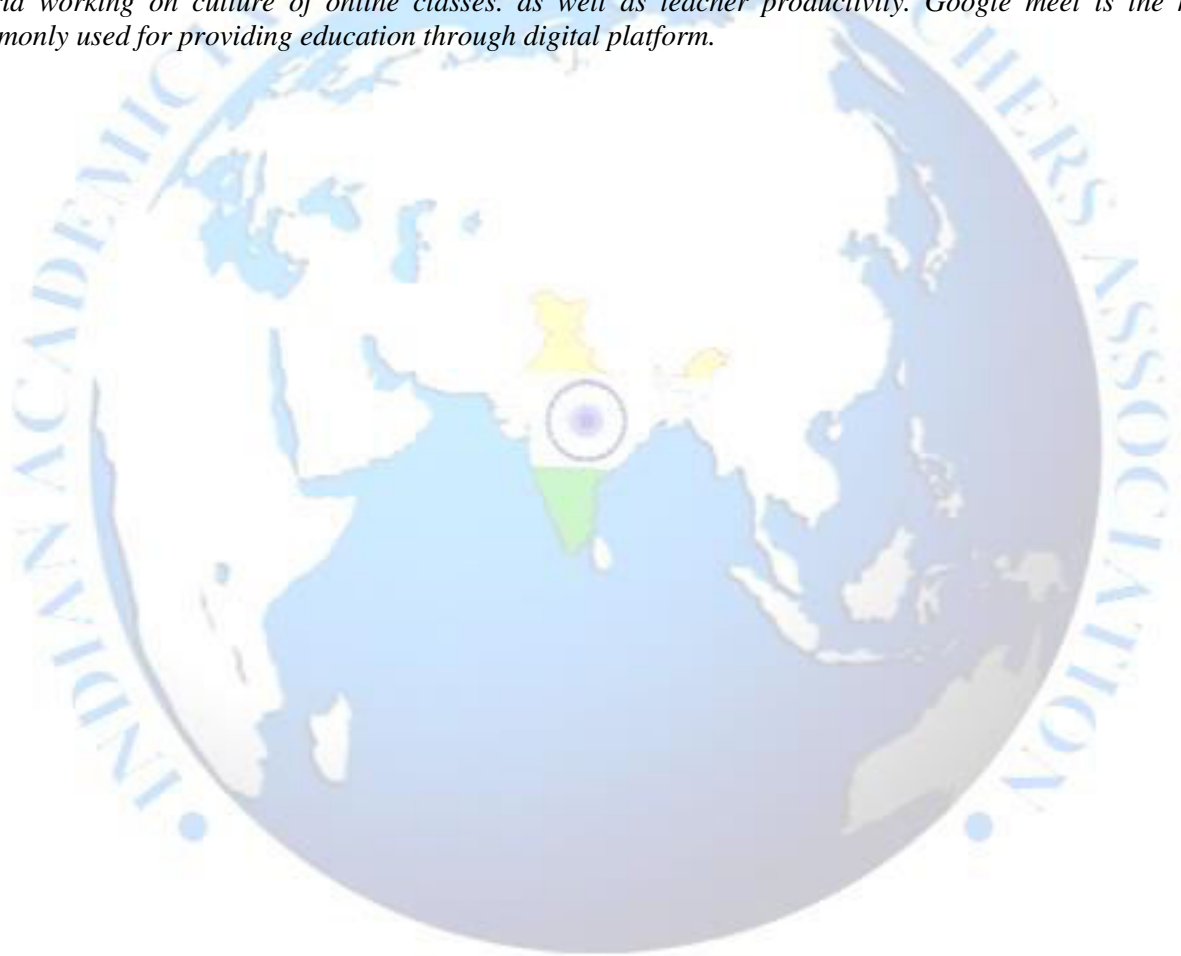 working on culture of online classes. as well as teacher productivity. Google meet is the
commonly used for providing education through digital platform.
INDIAN ACADEMIC ASSOCIATION